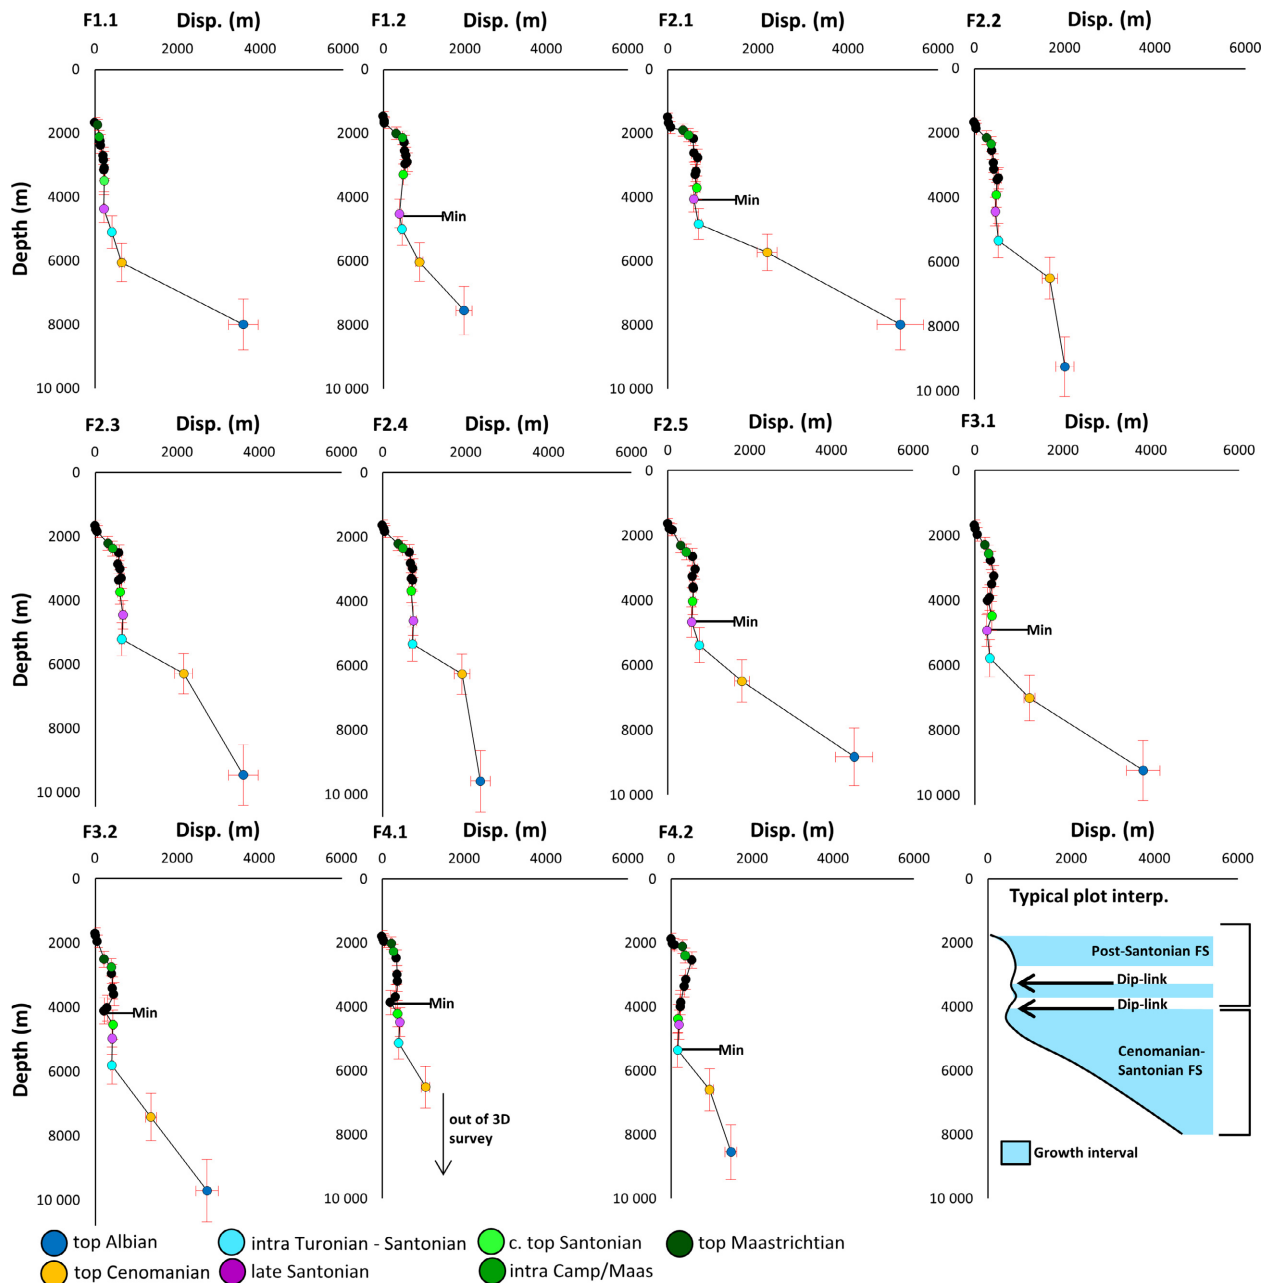 F1.1 Disp. (m) F1.2 Disp. (m) F2.1 Disp. (m) F2.2 Disp. (m)
0 2000 4000 6000 0 2000 4000 6000 0 2000 4000 6000 0 2000 4000 6000
0 0 0 0
2000 2000 2000 2000
4000 4000 4000 4000
Min Min
6000 6000 6000 6000
8000 8000 8000 8000
10 000 10 000 10 000 10 000
Depth (m)
F2.3 Disp. (m) F2.4 Disp. (m) F2.5 Disp. (m) F3.1 Disp. (m)
0 2000 4000 6000 0 2000 4000 6000 0 2000 4000 6000 0 2000 4000 6000
0 0 0 0
2000 2000 2000 2000
4000 4000 4000 4000
Min Min
6000 6000 6000 6000
8000 8000 8000 8000
10 000 10 000 10 000 10 000
Depth (m)
F3.2 Disp. (m) F4.1 Disp. (m) F4.2 Disp. (m) Disp. (m)
0 2000 4000 6000 0 2000 4000 6000 0 2000 4000 6000 0 2000 4000 6000
0 0 0 0
Typical plot interp.
2000 2000 2000 2000
Post-Santonian FS
Dip-link
4000 4000 4000 4000
Min Min Dip-link
Min
Cenomanian-
Santonian FS
6000 6000 6000 6000
out of 3D
survey
8000 8000 8000 8000
Growth interval
10 000 10 000 10 000 10 000
Depth (m)
top Albian intra Turonian - Santonian c. top Santonian top Maastrichtian
top Cenomanian late Santonian intra Camp/Maas